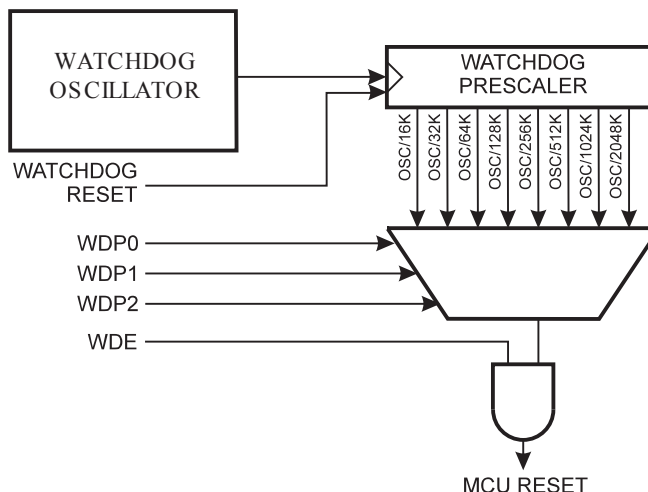 WATCHDOG
OSCILLATOR
WATCHDOG
PRESCALER
OSC/16K
OSC/32K
OSC/64K
OSC/128K
OSC/256K
OSC/512K
OSC/1024K
OSC/2048K
WATCHDOG
RESET
WDP0
WDP1
WDP2
WDE
MCU RESET